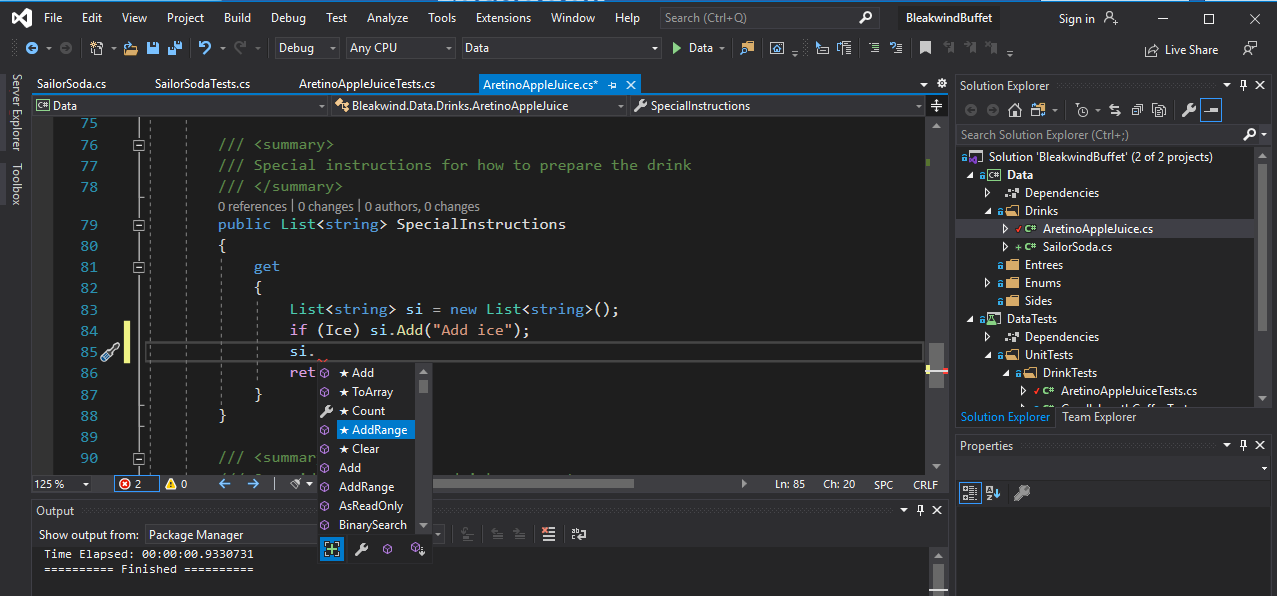 File Edit View Project Build Debug Test Analyze Tools Extensions Window Help Search (Ctrl+Q) BleakwindBuffet Sign in
Debug Any CPU Data Data Live Share
Server Explorer
Toolbox
SailorSoda.cs SailorSodaTests.cs AretinoAppleJuiceTests.cs AretinoAppleJuice.cs*
C# Data Bleakwind.Data.Drinks.AretinoAppleJuice SpecialInstructions
75
76 /// <summary>
77 /// Special instructions for how to prepare the drink
78 /// </summary>
0 references | 0 changes | 0 authors, 0 changes
79 public List<string> SpecialInstructions
80 {
81 get
82 {
83 List<string> si = new List<string>();
84 if (Ice) si.Add("Add ice");
85 si.
86 ret
87 }
88 }
89
90 /// <summar
★ Add
★ ToArray
★ Count
★ AddRange
★ Clear
Add
AddRange
AsReadOnly
BinarySearch
125 % 2 0 Ln: 85 Ch: 20 SPC CRLF
Output
Show output from: Package Manager
Time Elapsed: 00:00:00.9330731
========== Finished ==========
Solution Explorer
Search Solution Explorer (Ctrl+;)
Solution 'BleakwindBuffet' (2 of 2 projects)
C# Data
Dependencies
Drinks
C# AretinoAppleJuice.cs
C# SailorSoda.cs
Entrees
Enums
Sides
DataTests
Dependencies
UnitTests
DrinkTests
C# AretinoAppleJuiceTests.cs
Solution Explorer Team Explorer
Properties